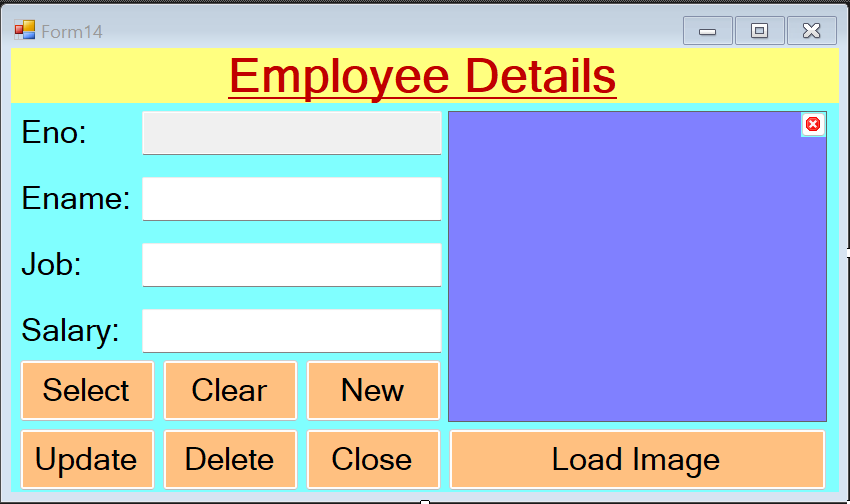 Form14
Employee Details
Eno:
Ename:
Job:
Salary:
Select Clear New
Update Delete Close Load Image